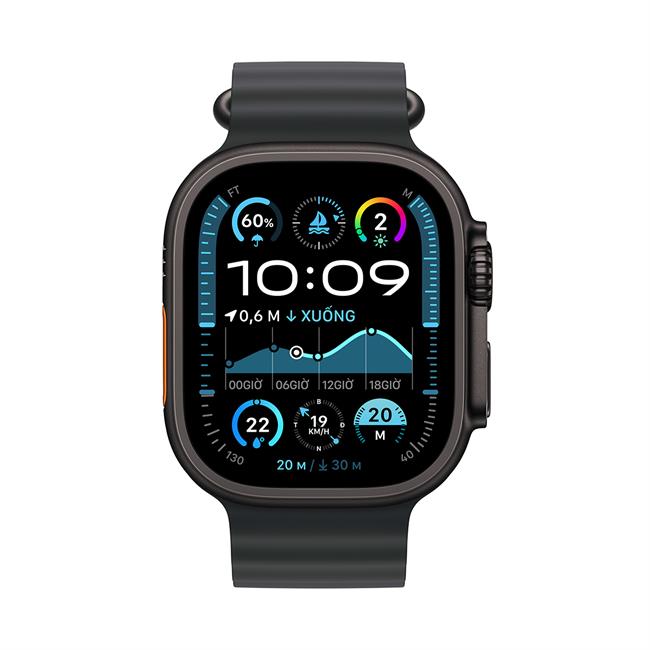 FT M
60% 2
10:09
0,6 M ↓ XUỐNG
00GIỜ 06GIỜ 12GIỜ 18GIỜ
22
B
T 19 Đ
KM/H
N
20
M
130 40
20 M / 30 M